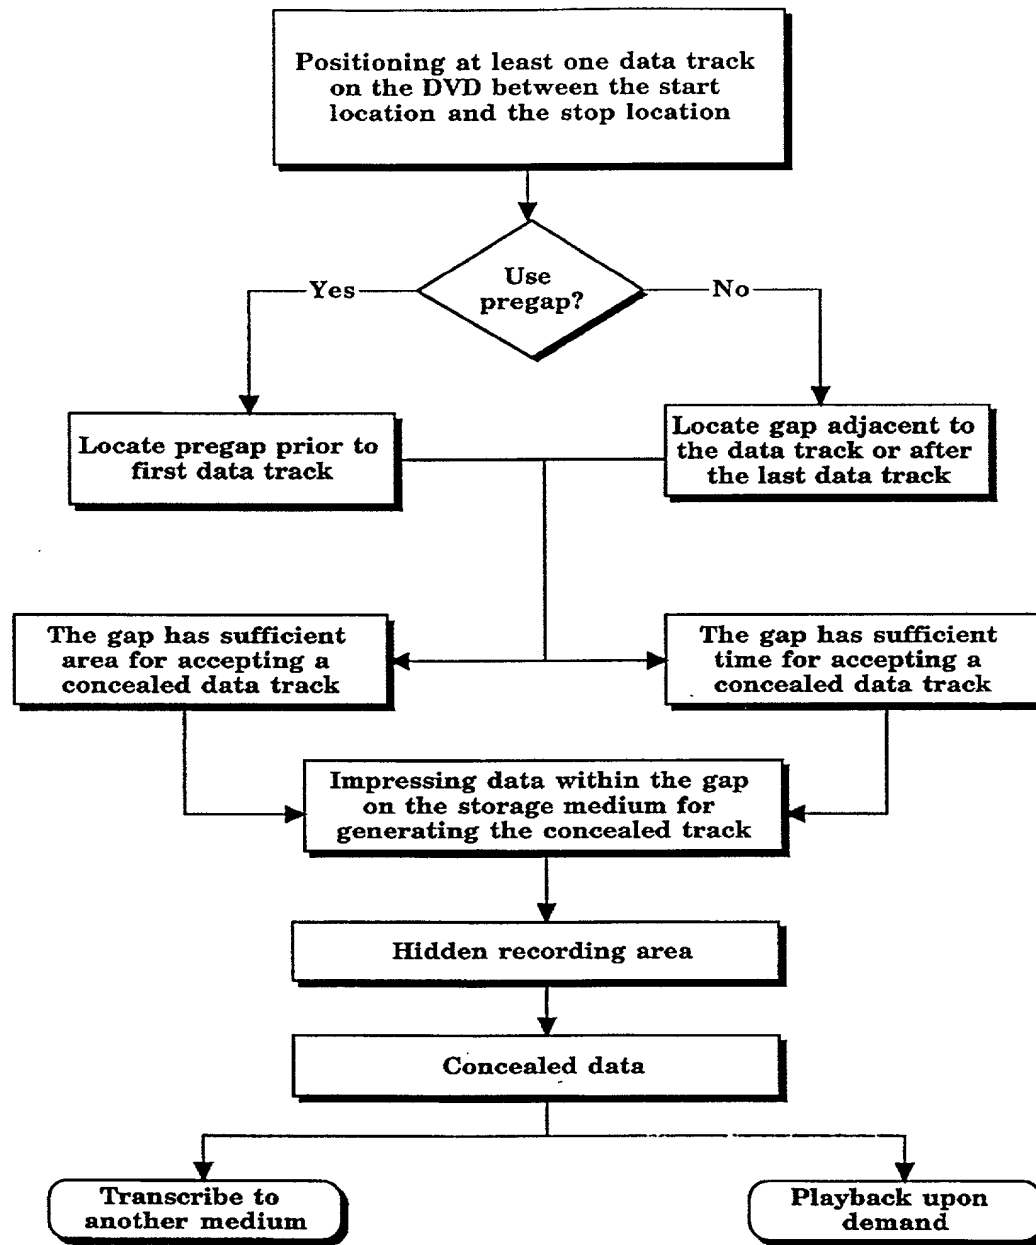 Positioning at least one data track
on the DVD between the start
location and the stop location
Use
pregap?
Yes
No
Locate pregap prior to
first data track
Locate gap adjacent to
the data track or after
the last data track
The gap has sufficient
area for accepting a
concealed data track
The gap has sufficient
time for accepting a
concealed data track
Impressing data within the gap
on the storage medium for
generating the concealed track
Hidden recording area
Concealed data
Transcribe to
another medium
Playback upon
demand